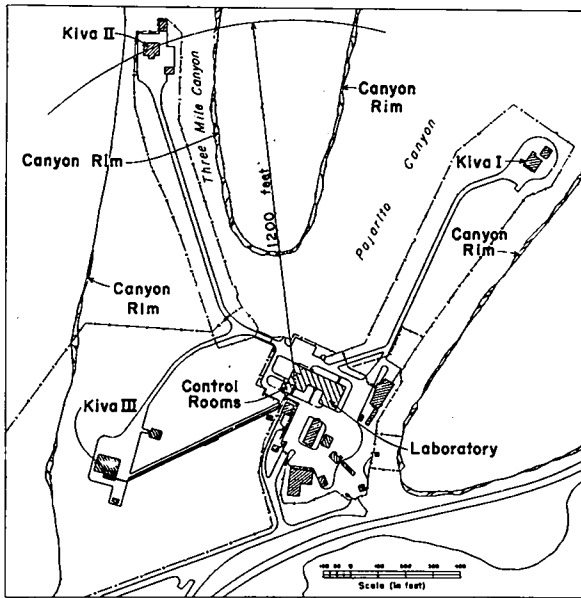 Kiva II
Canyon Rim
Three Mile Canyon
Canyon Rim
1200 feet
Pajarito Canyon
Kiva I
Canyon Rim
Canyon Rim
Control Rooms
Kiva III
Laboratory
Scale (in feet)